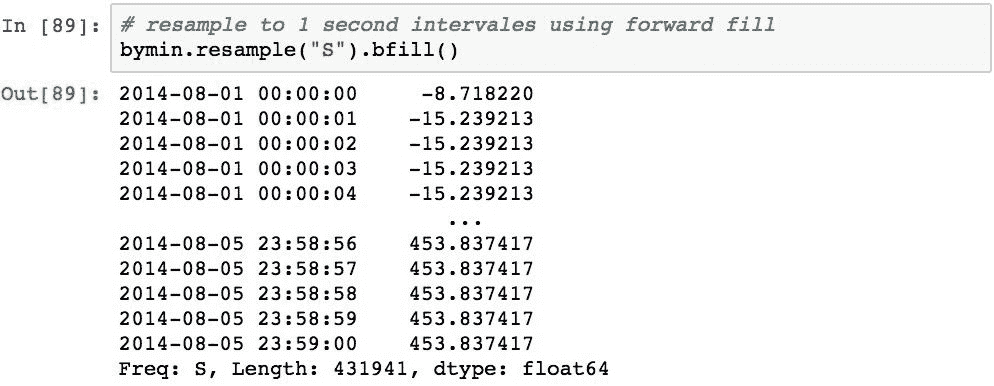 In [89]: # resample to 1 second intervales using forward fill
bymin.resample("S").bfill()
Out[89]: 2014-08-01 00:00:00 -8.718220
2014-08-01 00:00:01 -15.239213
2014-08-01 00:00:02 -15.239213
2014-08-01 00:00:03 -15.239213
2014-08-01 00:00:04 -15.239213
...
2014-08-05 23:58:56 453.837417
2014-08-05 23:58:57 453.837417
2014-08-05 23:58:58 453.837417
2014-08-05 23:58:59 453.837417
2014-08-05 23:59:00 453.837417
Freq: S, Length: 431941, dtype: float64